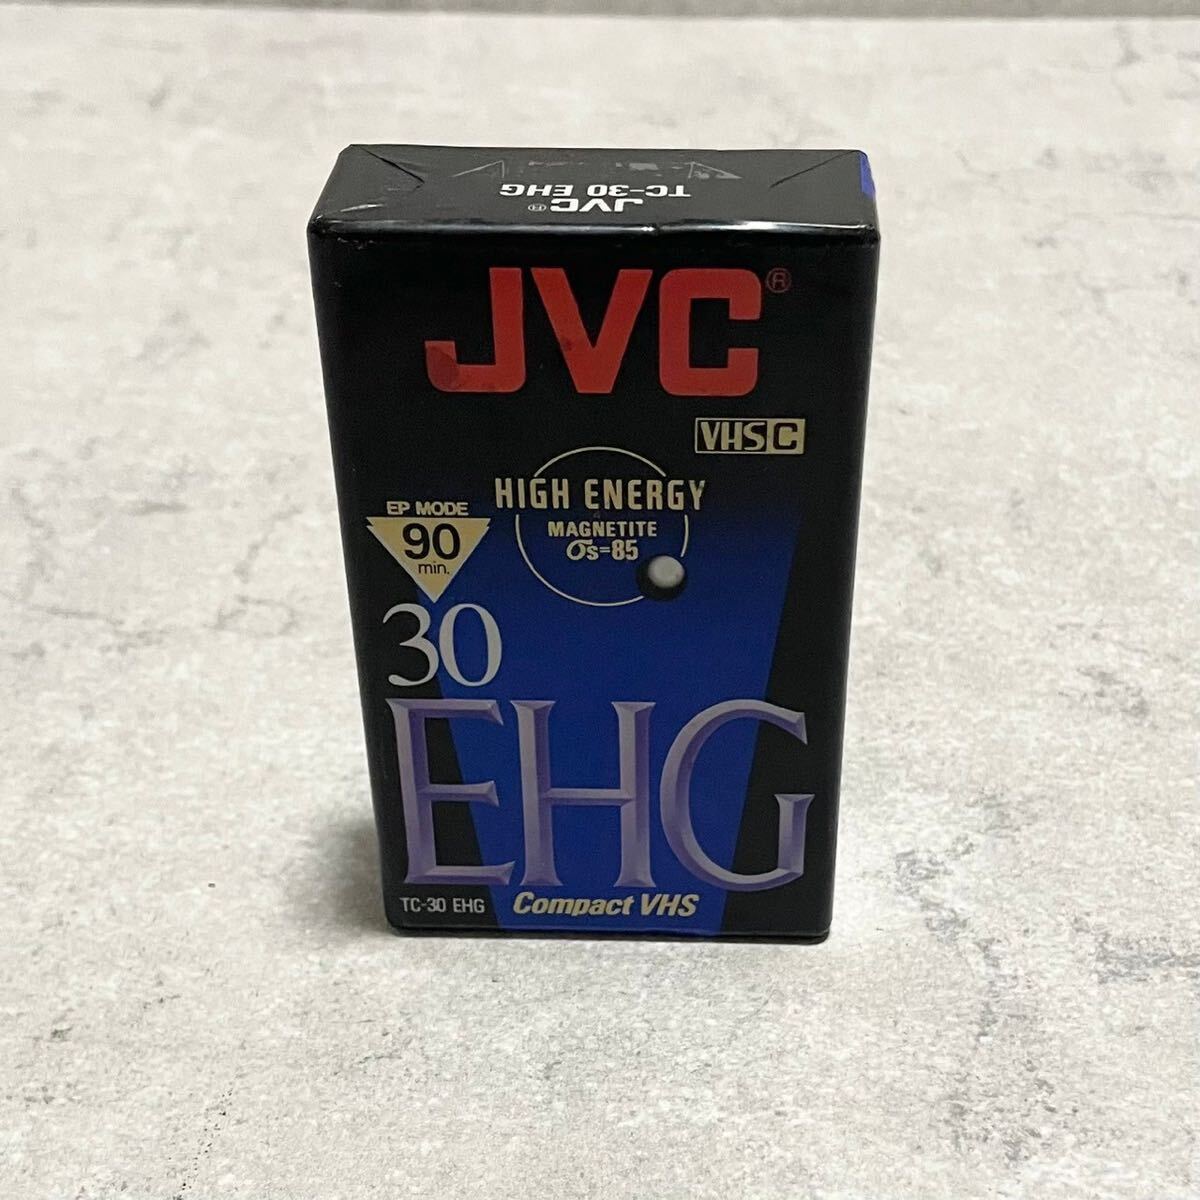 JVC®
TC-30 EHG
JVC®
VHS C
HIGH ENERGY
MAGNETITE
σs=85
EP MODE
90
min.
30
EHG
TC-30 EHG
Compact VHS